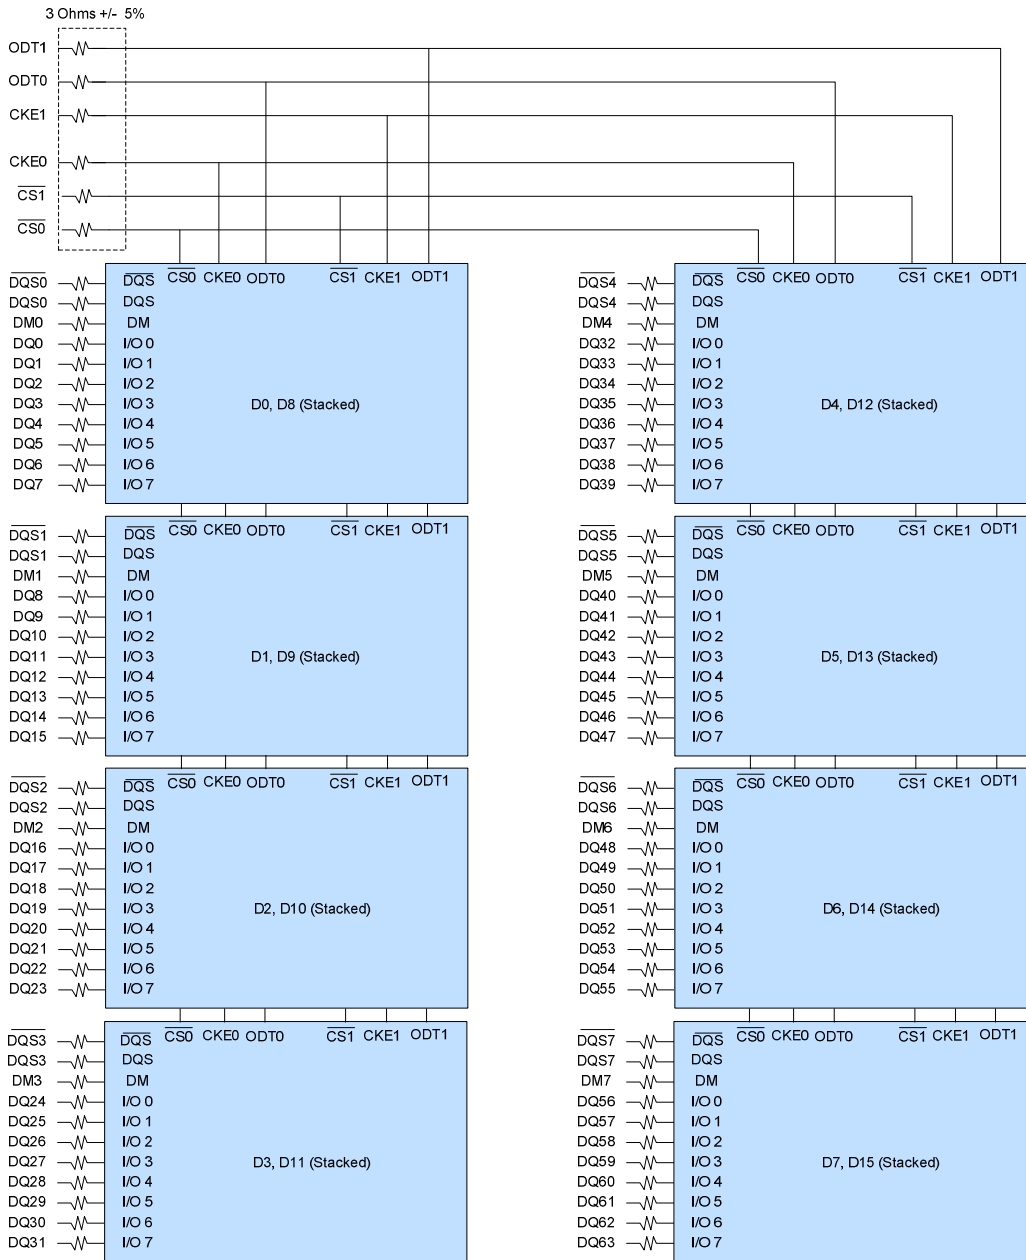 3 Ohms +/- 5%
ODT1
ODT0
CKE1
CKE0
CS1
CS0
DQS0 DQS CS0 CKE0 ODT0 CS1 CKE1 ODT1
DQS0 DQS
DM0 DM
DQ0 I/O 0
DQ1 I/O 1
DQ2 I/O 2
DQ3 I/O 3
D0, D8 (Stacked)
DQ4 I/O 4
DQ5 I/O 5
DQ6 I/O 6
DQ7 I/O 7
DQS1 DQS CS0 CKE0 ODT0 CS1 CKE1 ODT1
DQS1 DQS
DM1 DM
DQ8 I/O 0
DQ9 I/O 1
DQ10 I/O 2
DQ11 I/O 3
D1, D9 (Stacked)
DQ12 I/O 4
DQ13 I/O 5
DQ14 I/O 6
DQ15 I/O 7
DQS2 DQS CS0 CKE0 ODT0 CS1 CKE1 ODT1
DQS2 DQS
DM2 DM
DQ16 I/O 0
DQ17 I/O 1
DQ18 I/O 2
DQ19 I/O 3
D2, D10 (Stacked)
DQ20 I/O 4
DQ21 I/O 5
DQ22 I/O 6
DQ23 I/O 7
DQS3 DQS CS0 CKE0 ODT0 CS1 CKE1 ODT1
DQS3 DQS
DM3 DM
DQ24 I/O 0
DQ25 I/O 1
DQ26 I/O 2
DQ27 I/O 3
D3, D11 (Stacked)
DQ28 I/O 4
DQ29 I/O 5
DQ30 I/O 6
DQ31 I/O 7
DQS4 DQS CS0 CKE0 ODT0 CS1 CKE1 ODT1
DQS4 DQS
DM4 DM
DQ32 I/O 0
DQ33 I/O 1
DQ34 I/O 2
DQ35 I/O 3
D4, D12 (Stacked)
DQ36 I/O 4
DQ37 I/O 5
DQ38 I/O 6
DQ39 I/O 7
DQS5 DQS CS0 CKE0 ODT0 CS1 CKE1 ODT1
DQS5 DQS
DM5 DM
DQ40 I/O 0
DQ41 I/O 1
DQ42 I/O 2
DQ43 I/O 3
D5, D13 (Stacked)
DQ44 I/O 4
DQ45 I/O 5
DQ46 I/O 6
DQ47 I/O 7
DQS6 DQS CS0 CKE0 ODT0 CS1 CKE1 ODT1
DQS6 DQS
DM6 DM
DQ48 I/O 0
DQ49 I/O 1
DQ50 I/O 2
DQ51 I/O 3
D6, D14 (Stacked)
DQ52 I/O 4
DQ53 I/O 5
DQ54 I/O 6
DQ55 I/O 7
DQS7 DQS CS0 CKE0 ODT0 CS1 CKE1 ODT1
DQS7 DQS
DM7 DM
DQ56 I/O 0
DQ57 I/O 1
DQ58 I/O 2
DQ59 I/O 3
D7, D15 (Stacked)
DQ60 I/O 4
DQ61 I/O 5
DQ62 I/O 6
DQ63 I/O 7